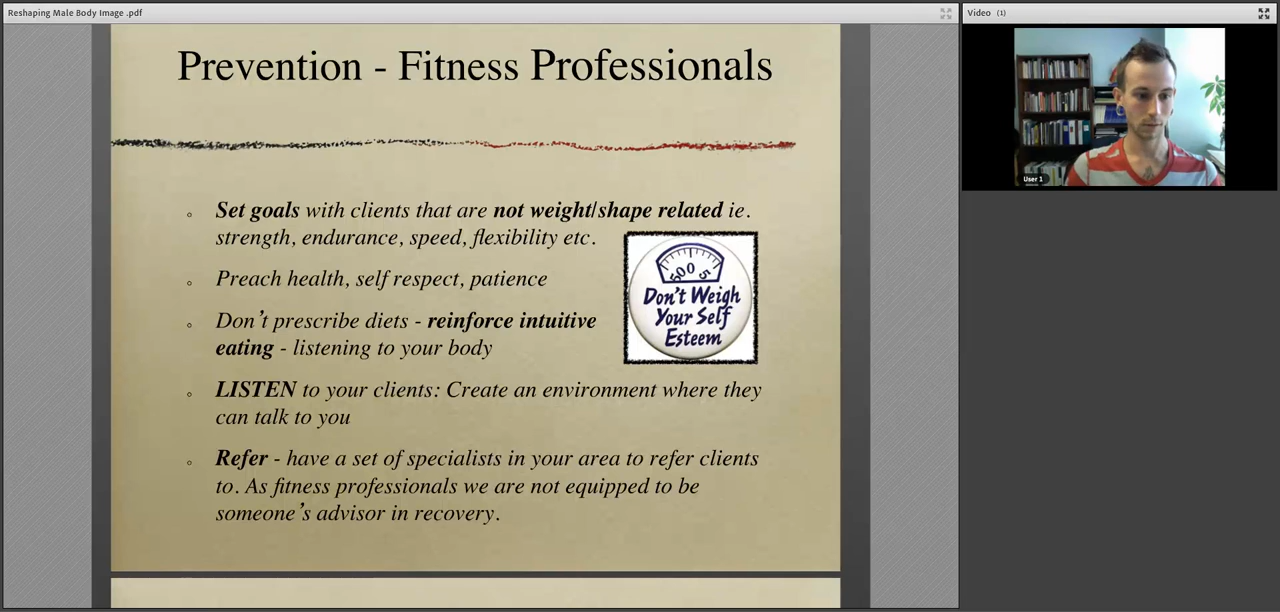 Reshaping Male Body Image .pdf
Video (1)
Prevention - Fitness Professionals
Set goals with clients that are not weight/shape related ie.
strength, endurance, speed, flexibility etc.
Preach health, self respect, patience
Don't prescribe diets - reinforce intuitive
eating - listening to your body
500 5
Don't Weigh
Your Self
Esteem
LISTEN to your clients: Create an environment where they
can talk to you
Refer - have a set of specialists in your area to refer clients
to. As fitness professionals we are not equipped to be
someone's advisor in recovery.
User 1